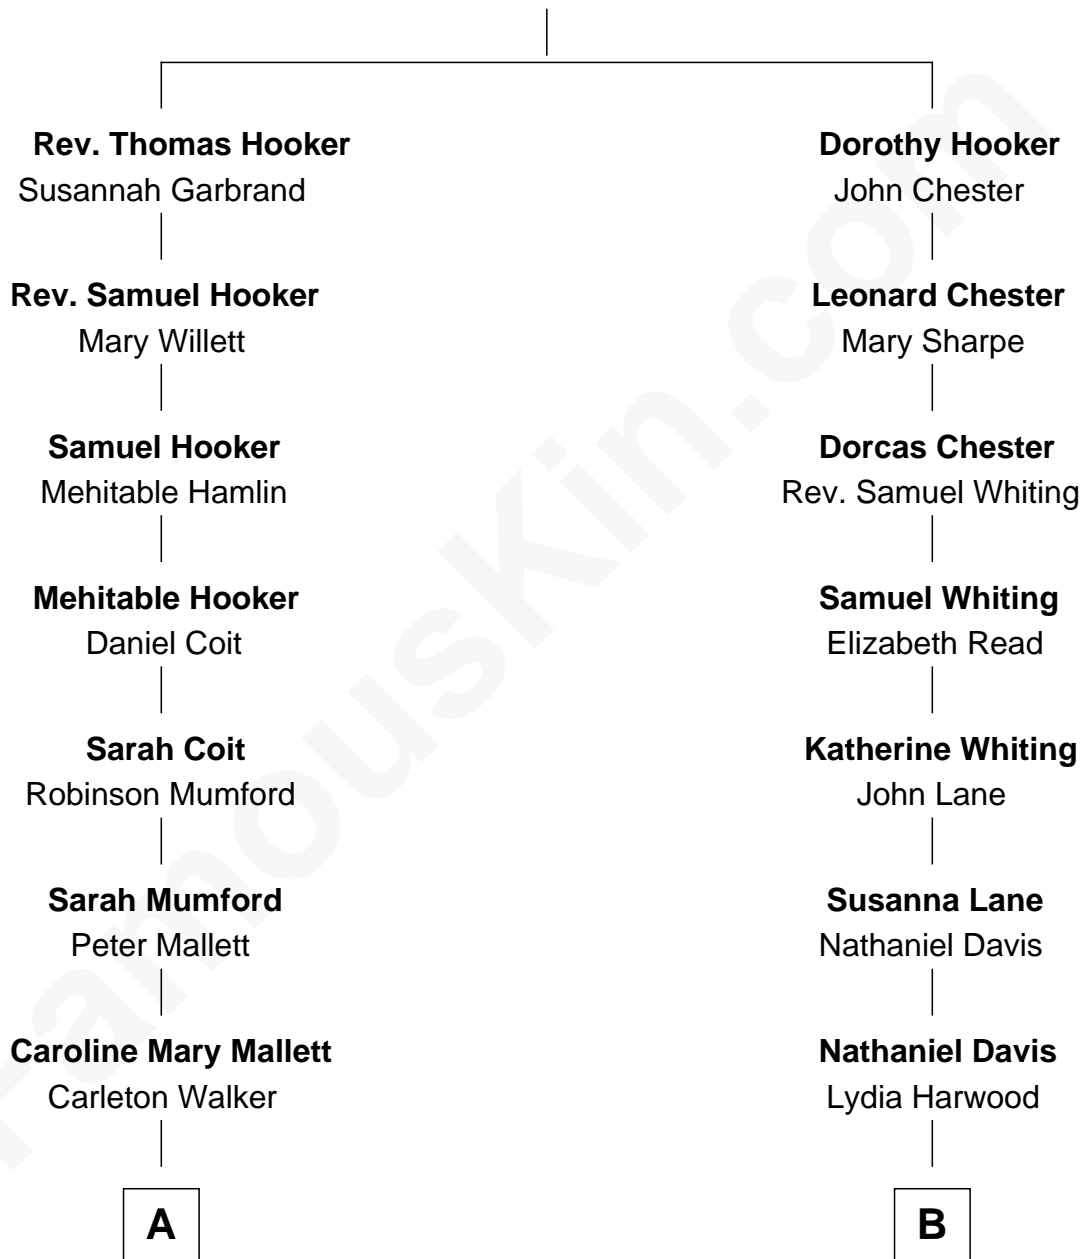 Rev. Thomas Hooker
Susannah Garbrand
Rev. Samuel Hooker
Mary Willett
Samuel Hooker
Mehitable Hamlin
Mehitable Hooker
Daniel Coit
Sarah Coit
Robinson Mumford
Sarah Mumford
Peter Mallett
Caroline Mary Mallett
Carleton Walker
A
Dorothy Hooker
John Chester
Leonard Chester
Mary Sharpe
Dorcas Chester
Rev. Samuel Whiting
Samuel Whiting
Elizabeth Read
Katherine Whiting
John Lane
Susanna Lane
Nathaniel Davis
Nathaniel Davis
Lydia Harwood
B
FamousKin.com